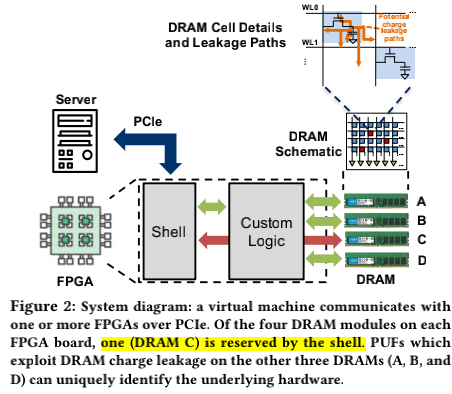 DRAM Cell Details
and Leakage Paths
WL0
Potential
charge
leakage
paths
WL1
Server
PCIe
DRAM
Schematic
Shell
Custom
Logic
A
B
C
D
FPGA
DRAM
Figure 2: System diagram: a virtual machine communicates with
one or more FPGAs over PCIe. Of the four DRAM modules on each
FPGA board, one (DRAM C) is reserved by the shell. PUFs which
exploit DRAM charge leakage on the other three DRAMs (A, B, and
D) can uniquely identify the underlying hardware.